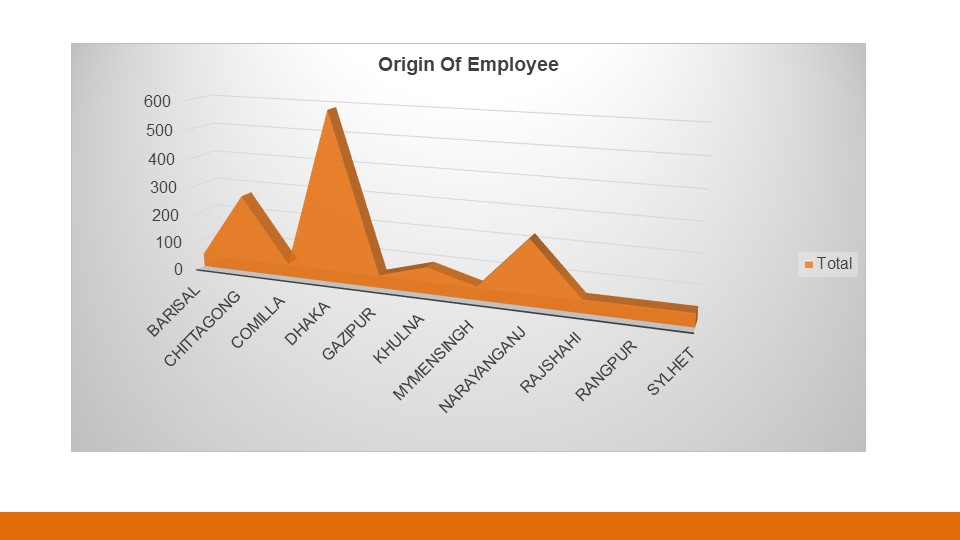 Origin Of Employee
600
500
400
300
200
100
0
BARISAL
CHITTAGONG
COMILLA
DHAKA
GAZIPUR
KHULNA
MYMENSINGH
NARAYANGANJ
RAJSHAHI
RANGPUR
SYLHET
Total